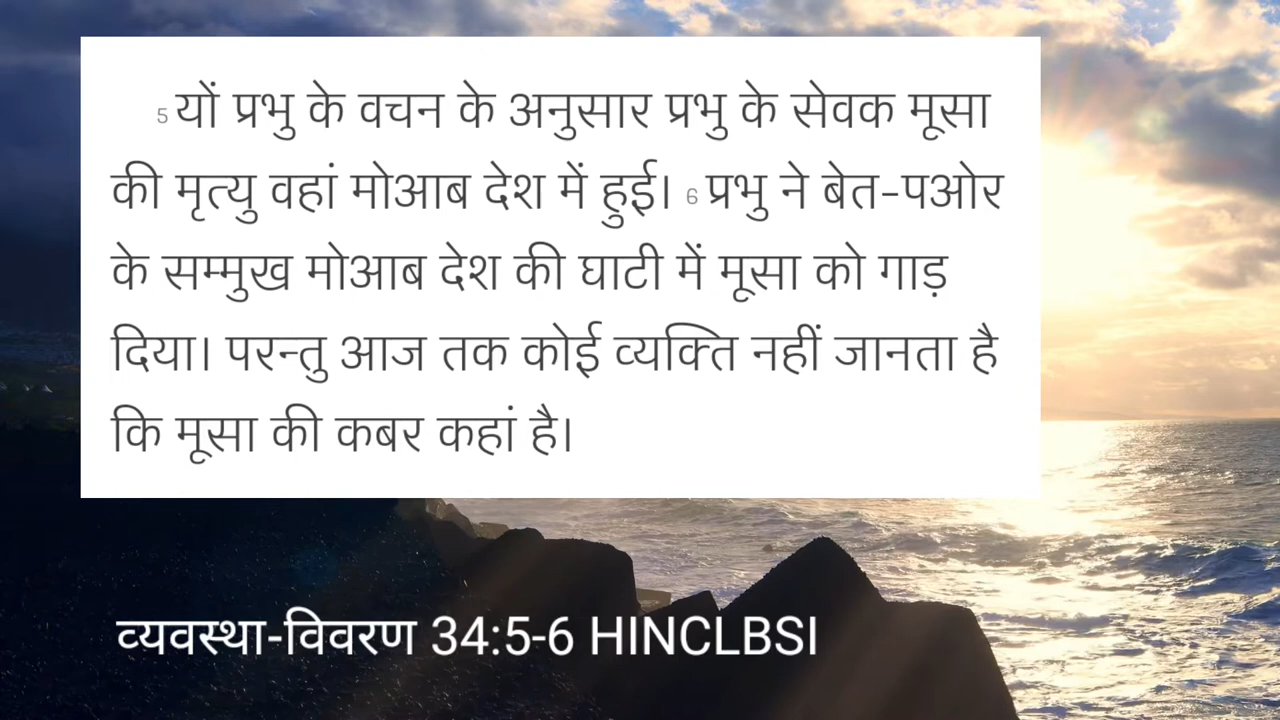 5 यों प्रभु के वचन के अनुसार प्रभु के सेवक मूसा
की मृत्यु वहां मोआब देश में हुई। 6 प्रभु ने बेत-पओर
के सम्मुख मोआब देश की घाटी में मूसा को गाड़
दिया। परन्तु आज तक कोई व्यक्ति नहीं जानता है
कि मूसा की कबर कहां है।
व्यवस्था-विवरण 34:5-6 HINCLBSI